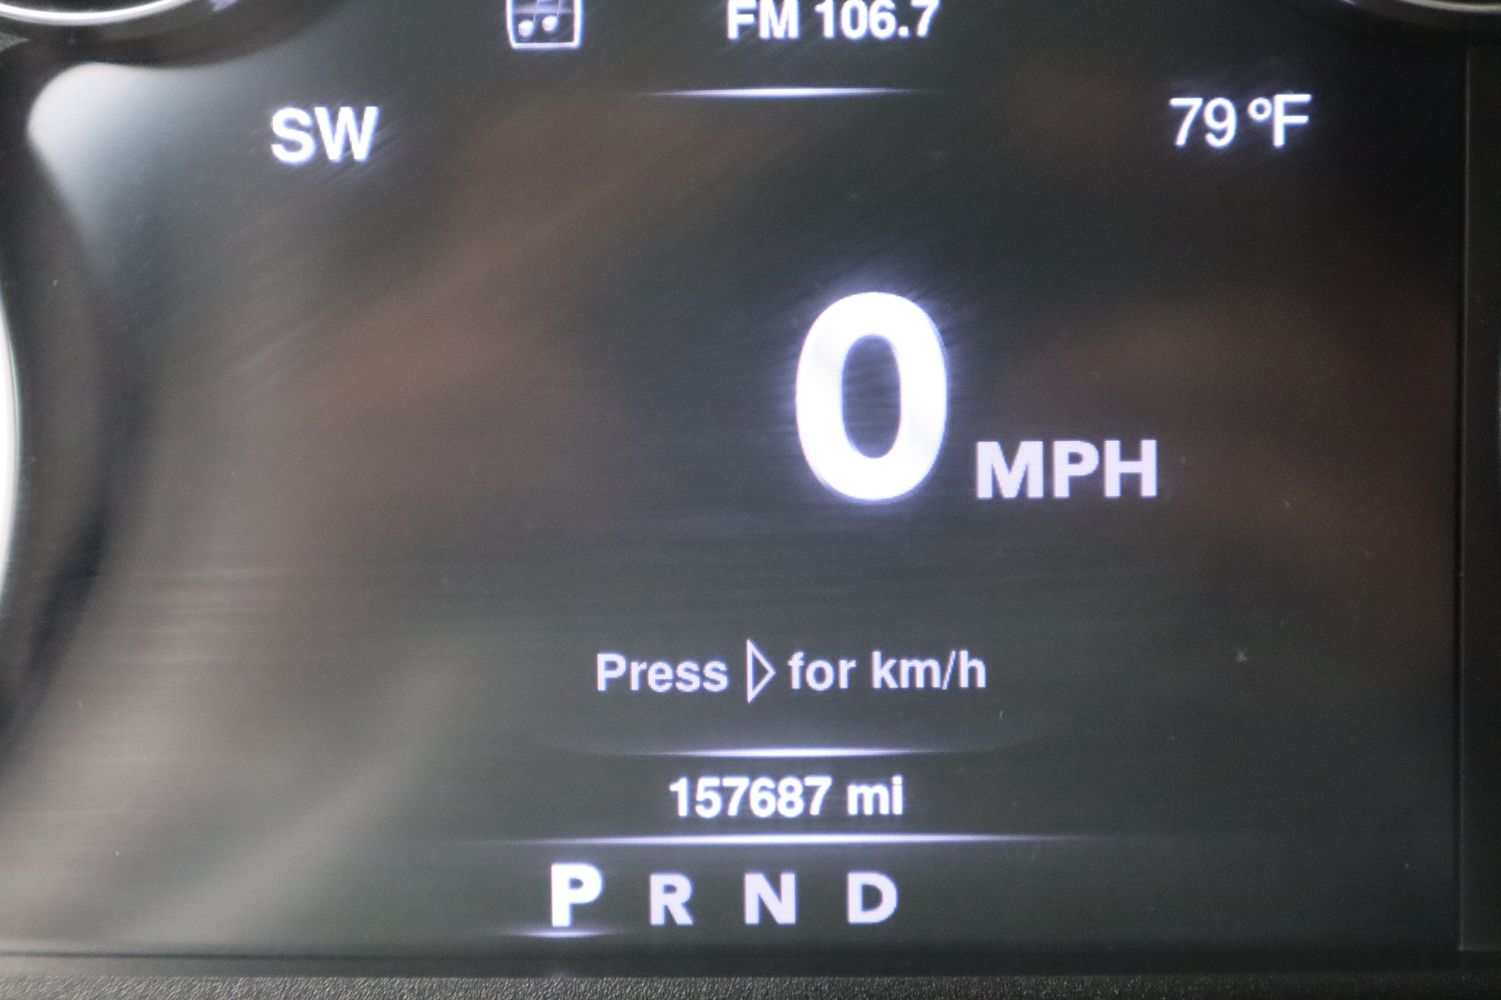 FM 106.7
SW 79 °F
0 MPH
Press ▷ for km/h
157687 mi
P R N D